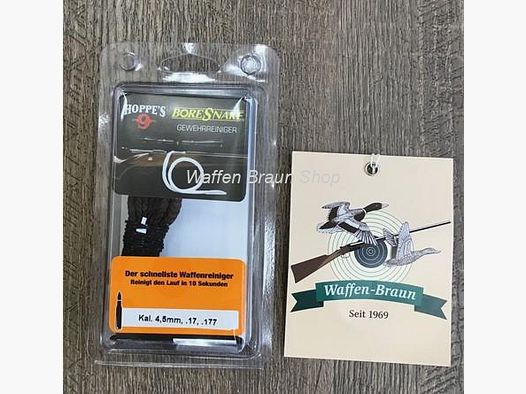 HOPPE'S
9
BORESNAKE
GEWEHRREINIGER
Waffen Braun Shop
Der schnellste Waffenreiniger
Reinigt den Lauf in 10 Sekunden
Kal. 4,5mm, .17, .177
Waffen-Braun
Seit 1969